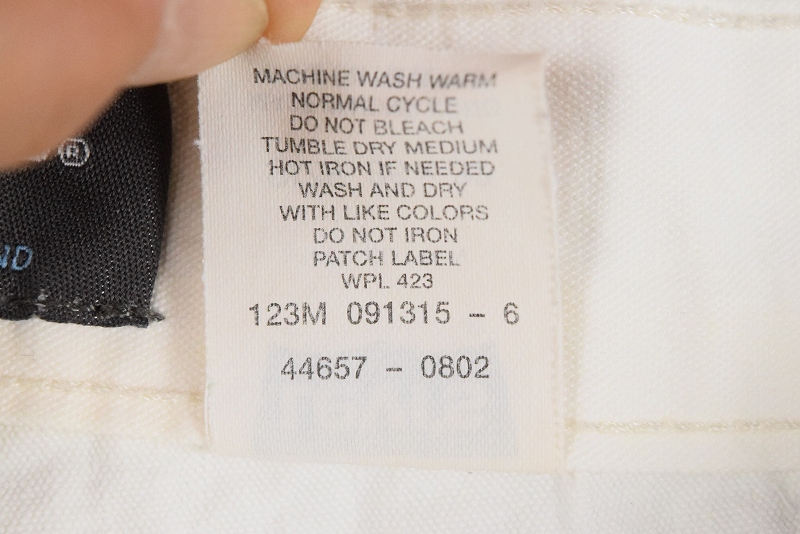 MACHINE WASH WARM
NORMAL CYCLE
DO NOT BLEACH
TUMBLE DRY MEDIUM
HOT IRON IF NEEDED
WASH AND DRY
WITH LIKE COLORS
DO NOT IRON
PATCH LABEL
WPL 423
123M 091315 - 6
44657 - 0802
®
ND